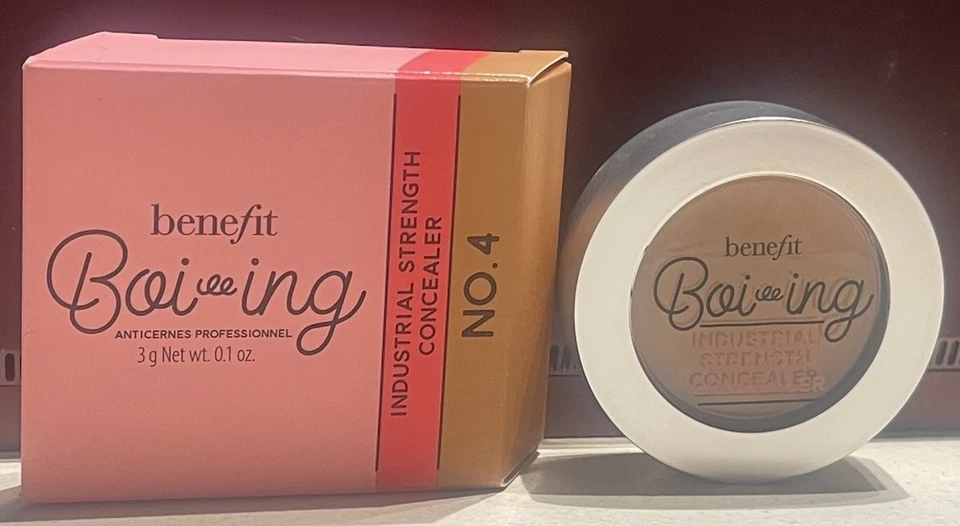 benefit
Boi-ing
ANTICERNES PROFESSIONNEL
3 g Net wt. 0.1 oz.
INDUSTRIAL STRENGTH
CONCEALER
NO.4
benefit
Boi-ing
INDUSTRIAL
STRENGTH
CONCEALER